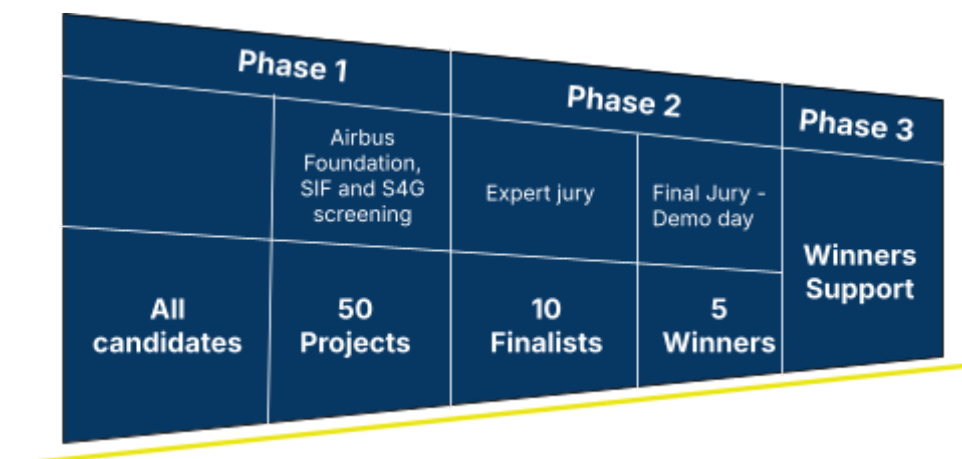 Phase 1
Phase 2
Phase 3
Airbus
Foundation,
SIF and S4G
screening
Expert jury
Final Jury -
Demo day
Winners
Support
All
candidates
50
Projects
10
Finalists
5
Winners